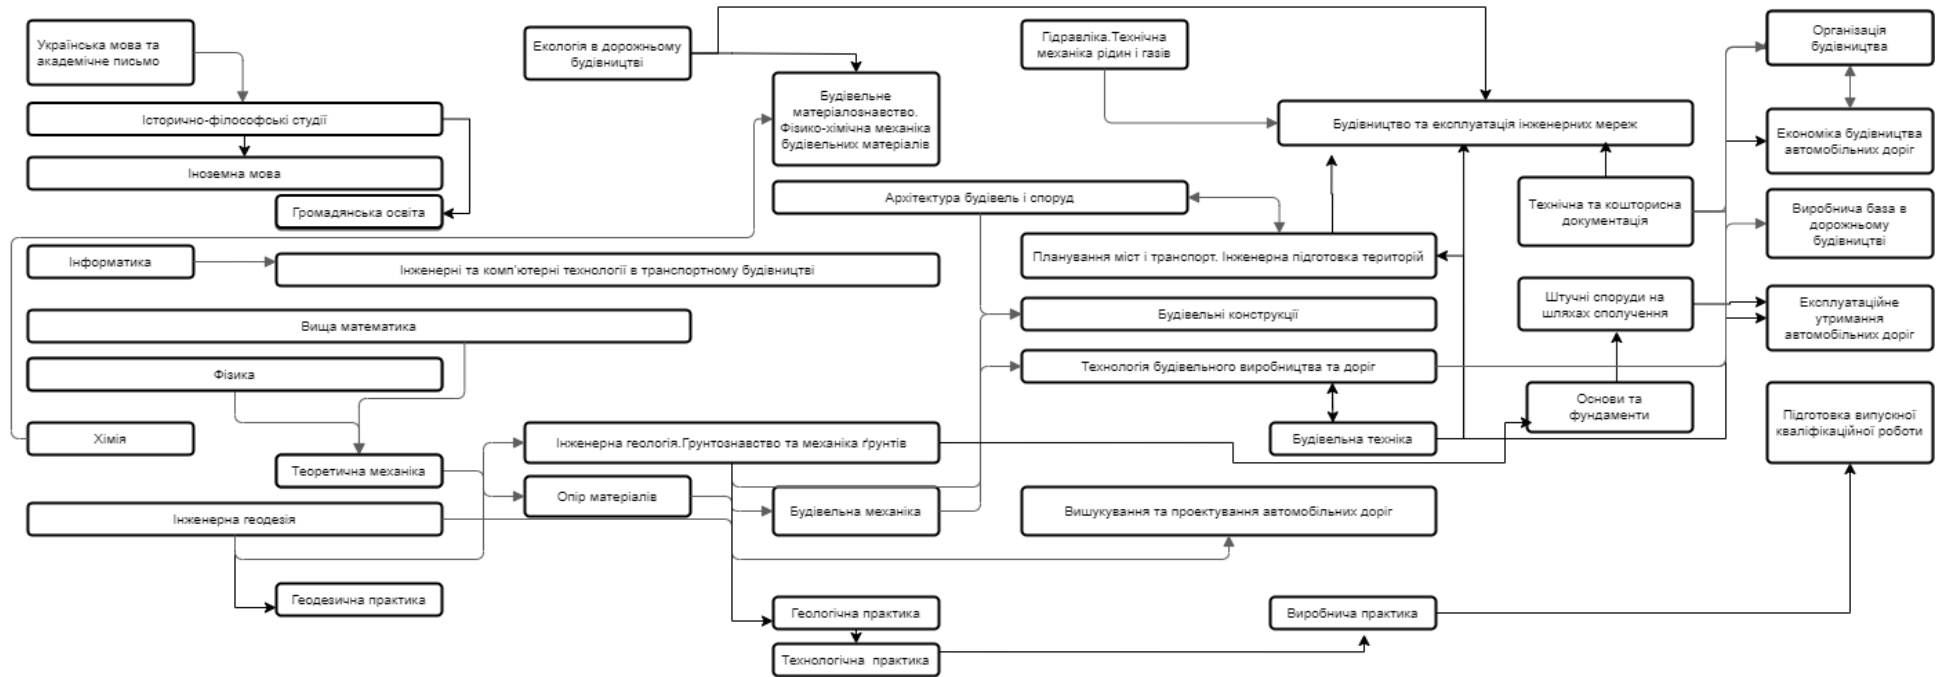 Українська мова та
академічне письмо
Історично-філософські студії
Іноземна мова
Громадянська освіта
Інформатика
Інженерні та комп'ютерні технології в транспортному будівництві
Вища математика
Фізика
Хімія
Теоретична механіка
Інженерна геодезія
Геодезична практика
Екологія в дорожньому
будівництві
Будівельне
матеріалознавство.
Фізико-хімічна механіка
будівельних матеріалів
Інженерна геологія.Грунтознавство та механіка ґрунтів
Опір матеріалів
Будівельна механіка
Геологічна практика
Технологічна практика
Гідравліка.Технічна
механіка рідин і газів
Будівництво та експлуатація інженерних мереж
Архітектура будівель і споруд
Планування міст і транспорт. Інженерна підготовка територій
Будівельні конструкції
Технологія будівельного виробництва та доріг
Будівельна техніка
Вишукування та проектування автомобільних доріг
Виробнича практика
Технічна та кошторисна
документація
Штучні споруди на
шляхах сполучення
Основи та
фундаменти
Організація
будівництва
Економіка будівництва
автомобільних доріг
Виробнича база в
дорожньому
будівництві
Експлуатаційне
утримання
автомобільних доріг
Підготовка випускної
кваліфікаційної роботи